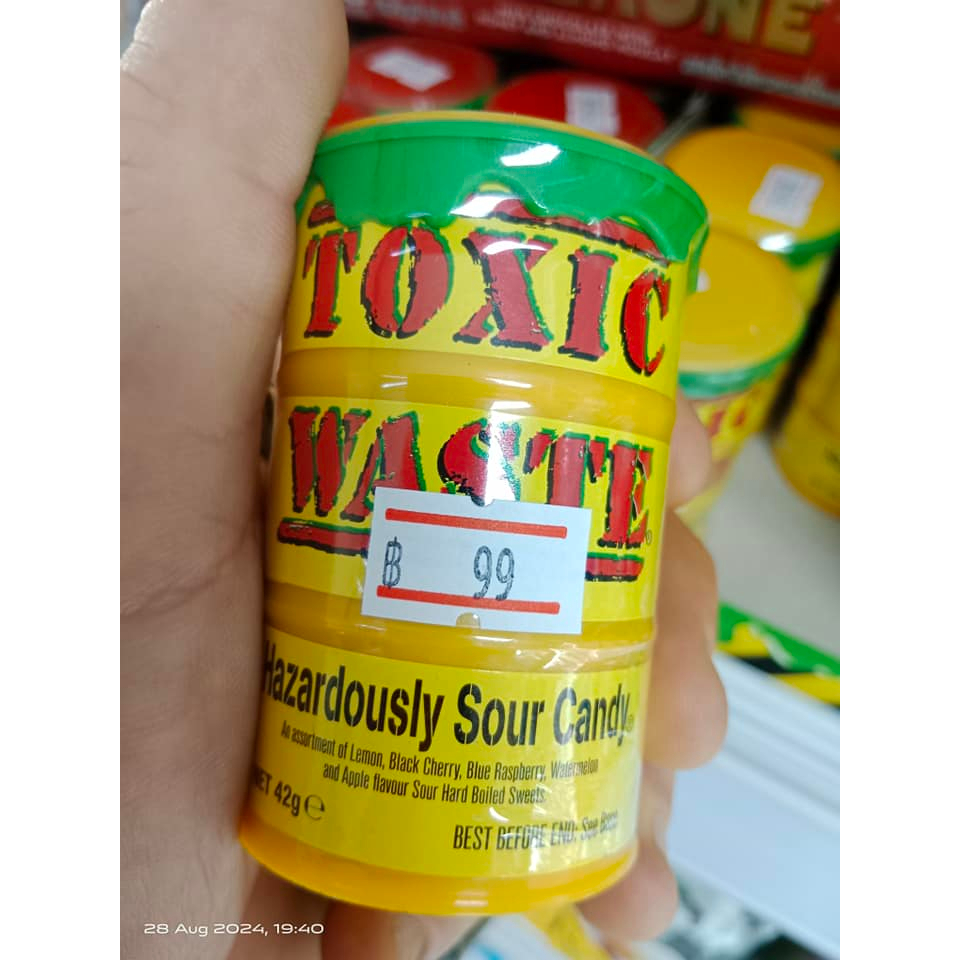 TOXIC
WASTE®
฿ 99
Hazardously Sour Candy®
An assortment of Lemon, Black Cherry, Blue Raspberry, Watermelon
and Apple flavour Sour Hard Boiled Sweets
NET 42g℮
BEST BEFORE END: See Base
28 Aug 2024, 19:40